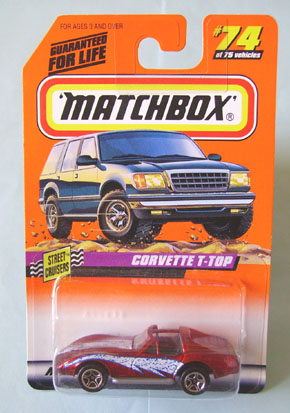 FOR AGES 3 AND OVER
GUARANTEED
FOR LIFE
#74
of 75 vehicles
"MATCHBOX"®
CORVETTE T-TOP
STREET
CRUISERS